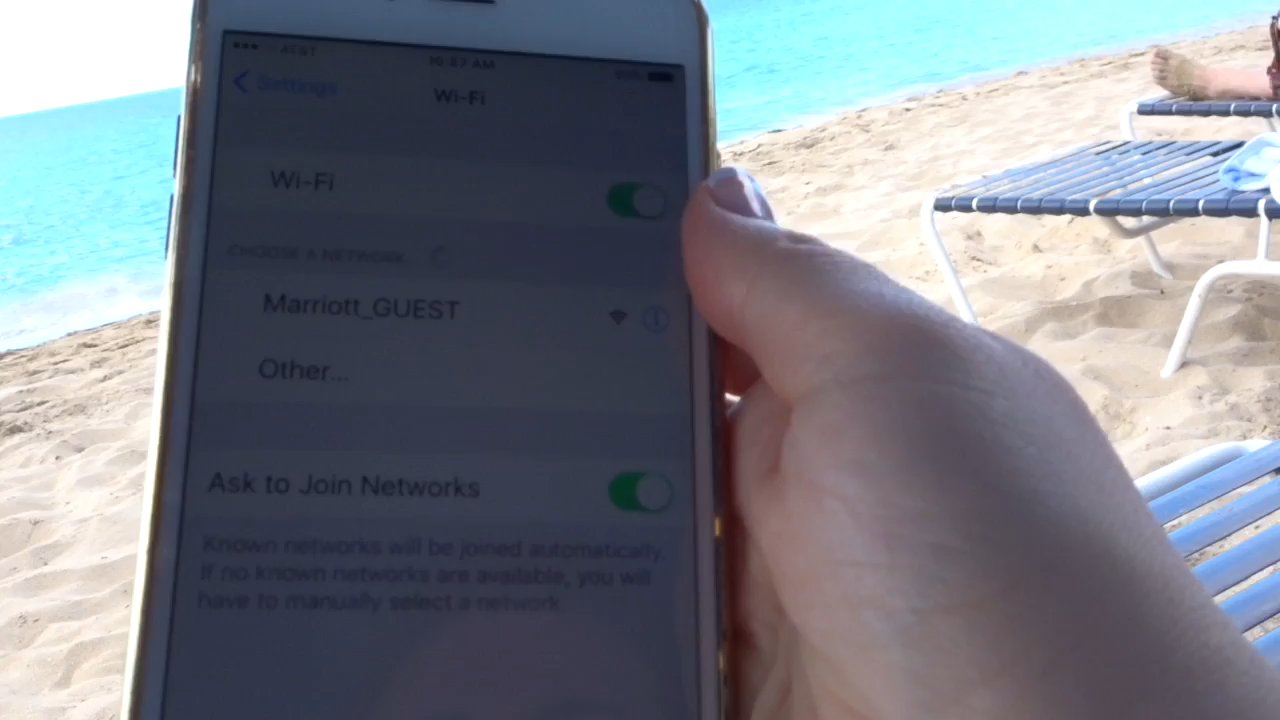 AT&T
10:57 AM
Settings
Wi-Fi
Wi-Fi
CHOOSE A NETWORK
Marriott_GUEST
Other...
Ask to Join Networks
Known networks will be joined automatically.
If no known networks are available, you will
have to manually select a network.